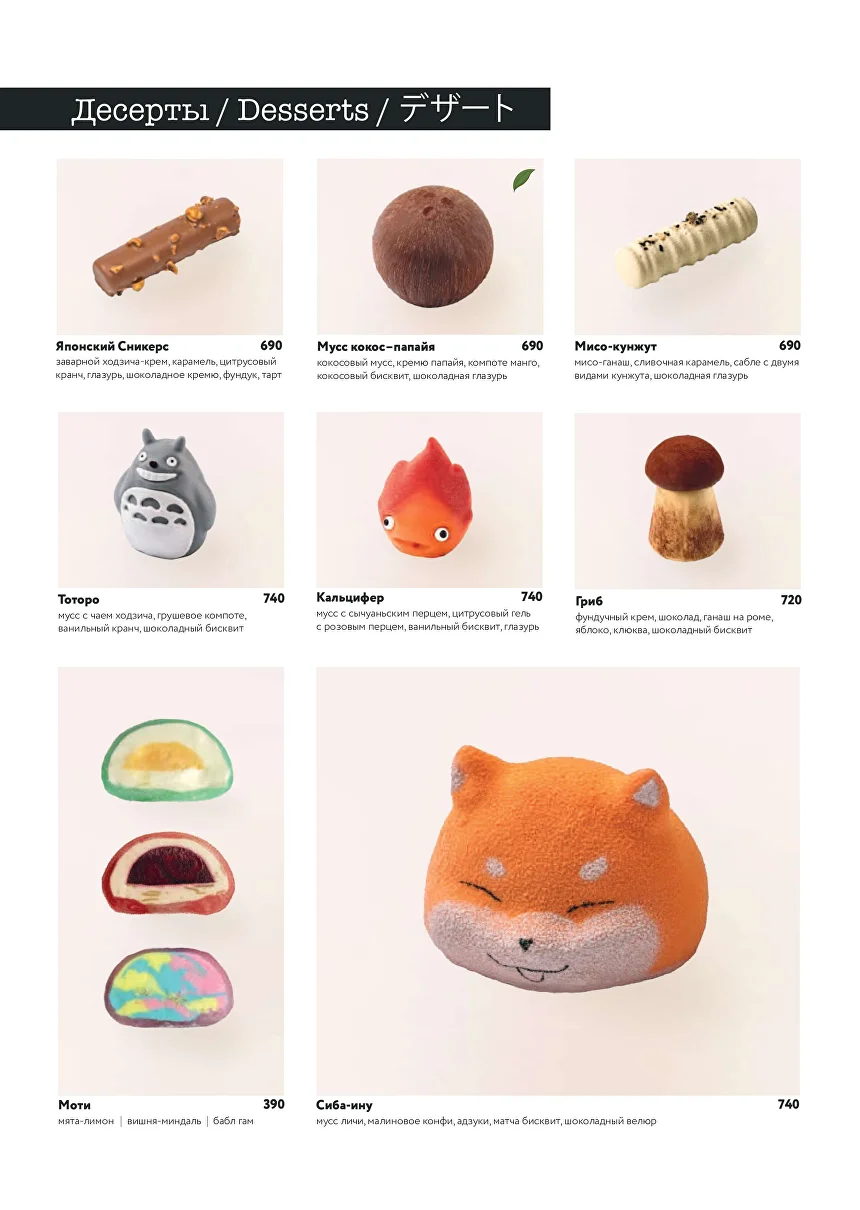 Десерты / Desserts / デザート
Японский Сникерс 690
заварной ходзича-крем, карамель, цитрусовый
кранч, глазурь, шоколадное кремю, фундук, тарт
Мусс кокос–папайя 690
кокосовый мусс, кремю папайя, компоте манго,
кокосовый бисквит, шоколадная глазурь
Мисо-кунжут 690
мисо-ганаш, сливочная карамель, сабле с двумя
видами кунжута, шоколадная глазурь
Тоторо 740
мусс с чаем ходзича, грушевое компоте,
ванильный кранч, шоколадный бисквит
Кальцифер 740
мусс с сычуаньским перцем, цитрусовый гель
с розовым перцем, ванильный бисквит, глазурь
Гриб 720
фундучный крем, шоколад, ганаш на роме,
яблоко, клюква, шоколадный бисквит
Моти 390
мята-лимон | вишня-миндаль | бабл гам
Сиба-ину 740
мусс личи, малиновое конфи, адзуки, матча бисквит, шоколадный велюр